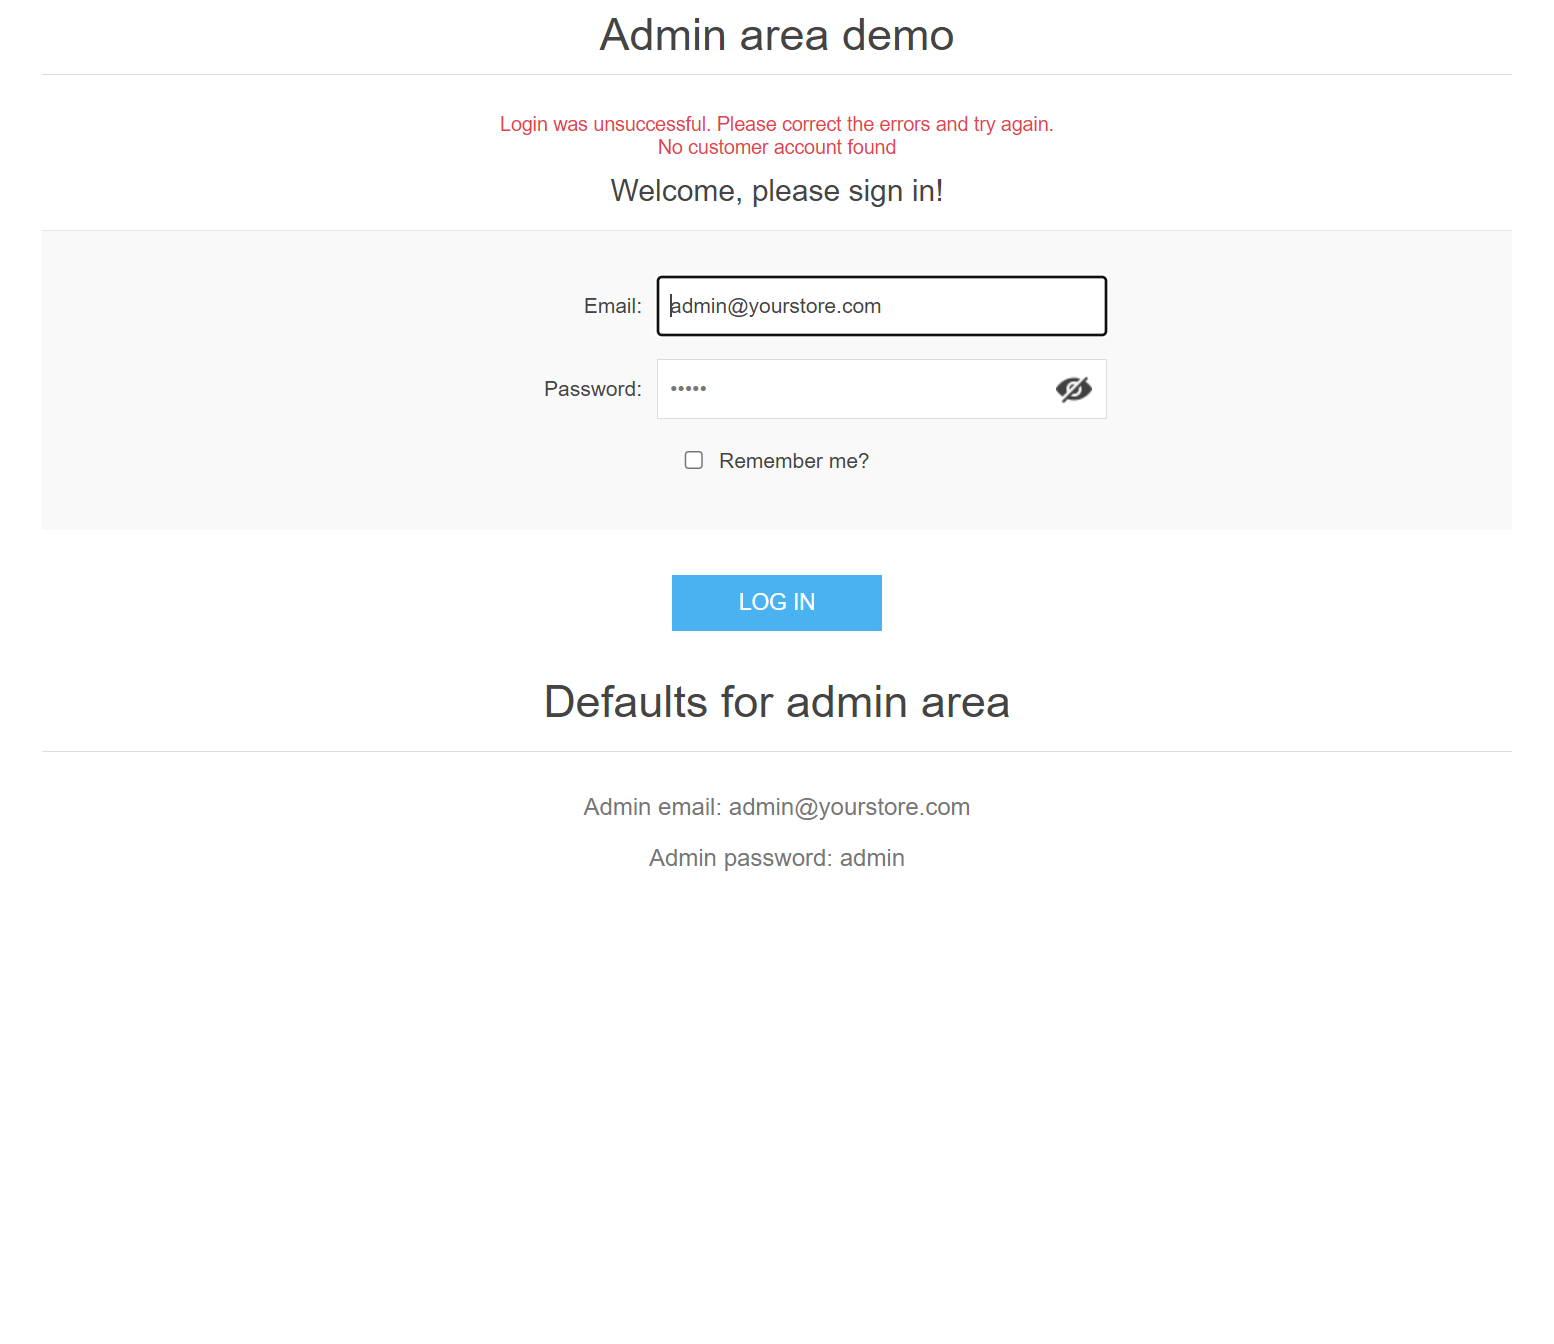 Admin area demo
Login was unsuccessful. Please correct the errors and try again.
No customer account found
Welcome, please sign in!
Email: admin@yourstore.com
Password: •••••
Remember me?
LOG IN
Defaults for admin area
Admin email: admin@yourstore.com
Admin password: admin